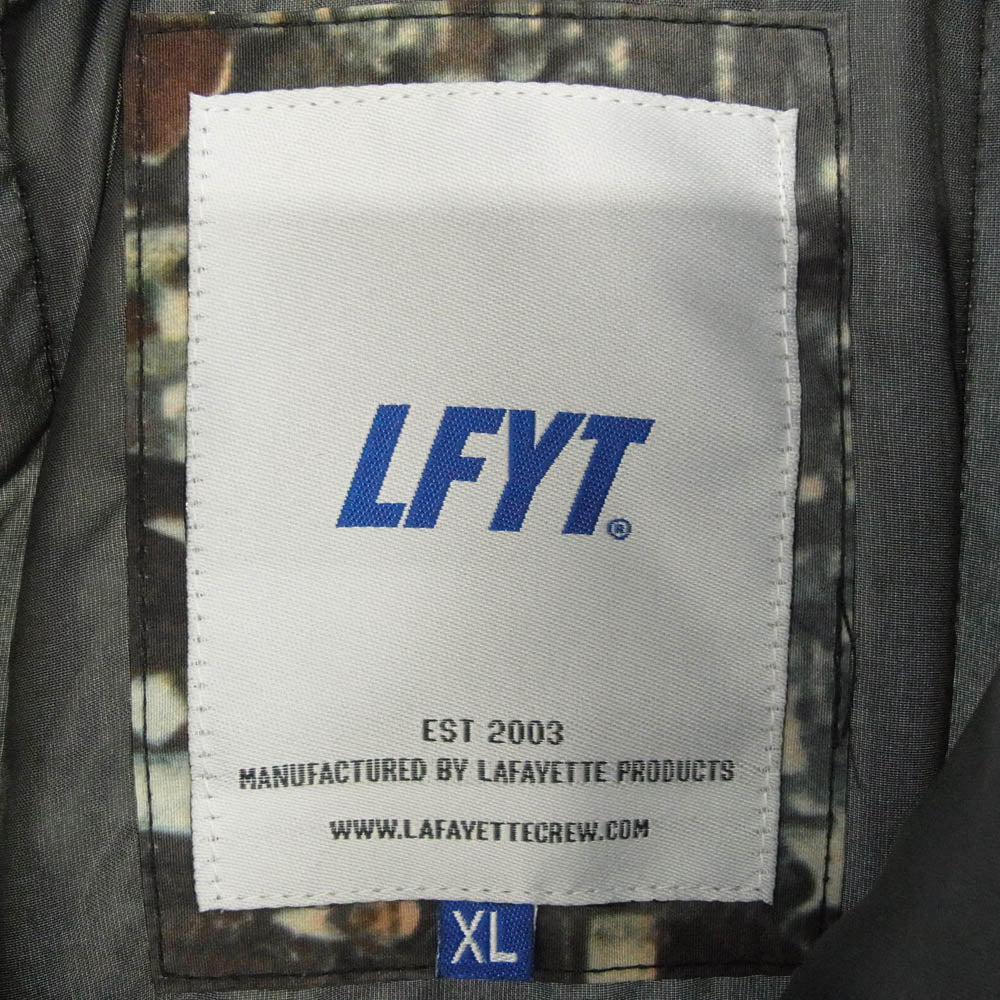 LFYT®
EST 2003
MANUFACTURED BY LAFAYETTE PRODUCTS
WWW.LAFAYETTECREW.COM
XL